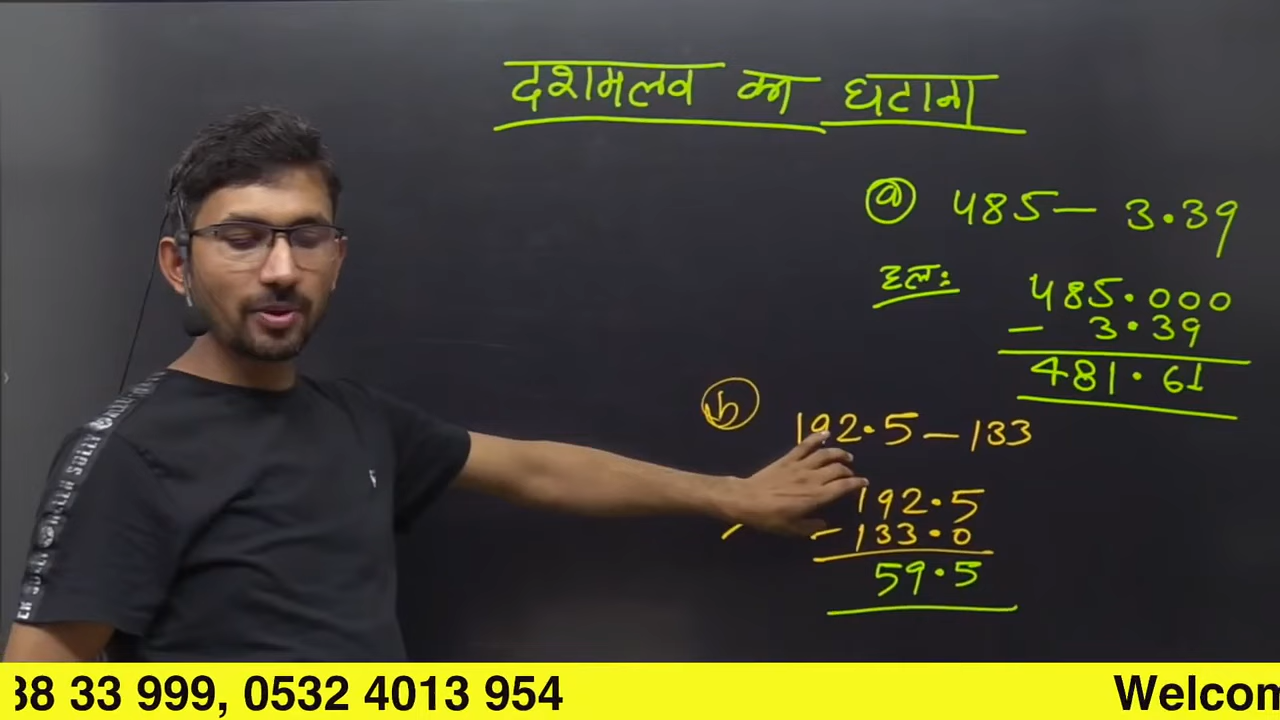 दशमलव का घटाना
(a) 485 — 3.39
हलः
485.000
- 3.39
481.61
(b) 192.5 — 133
192.5
- 133.0
59.5
38 33 999, 0532 4013 954
Welcom